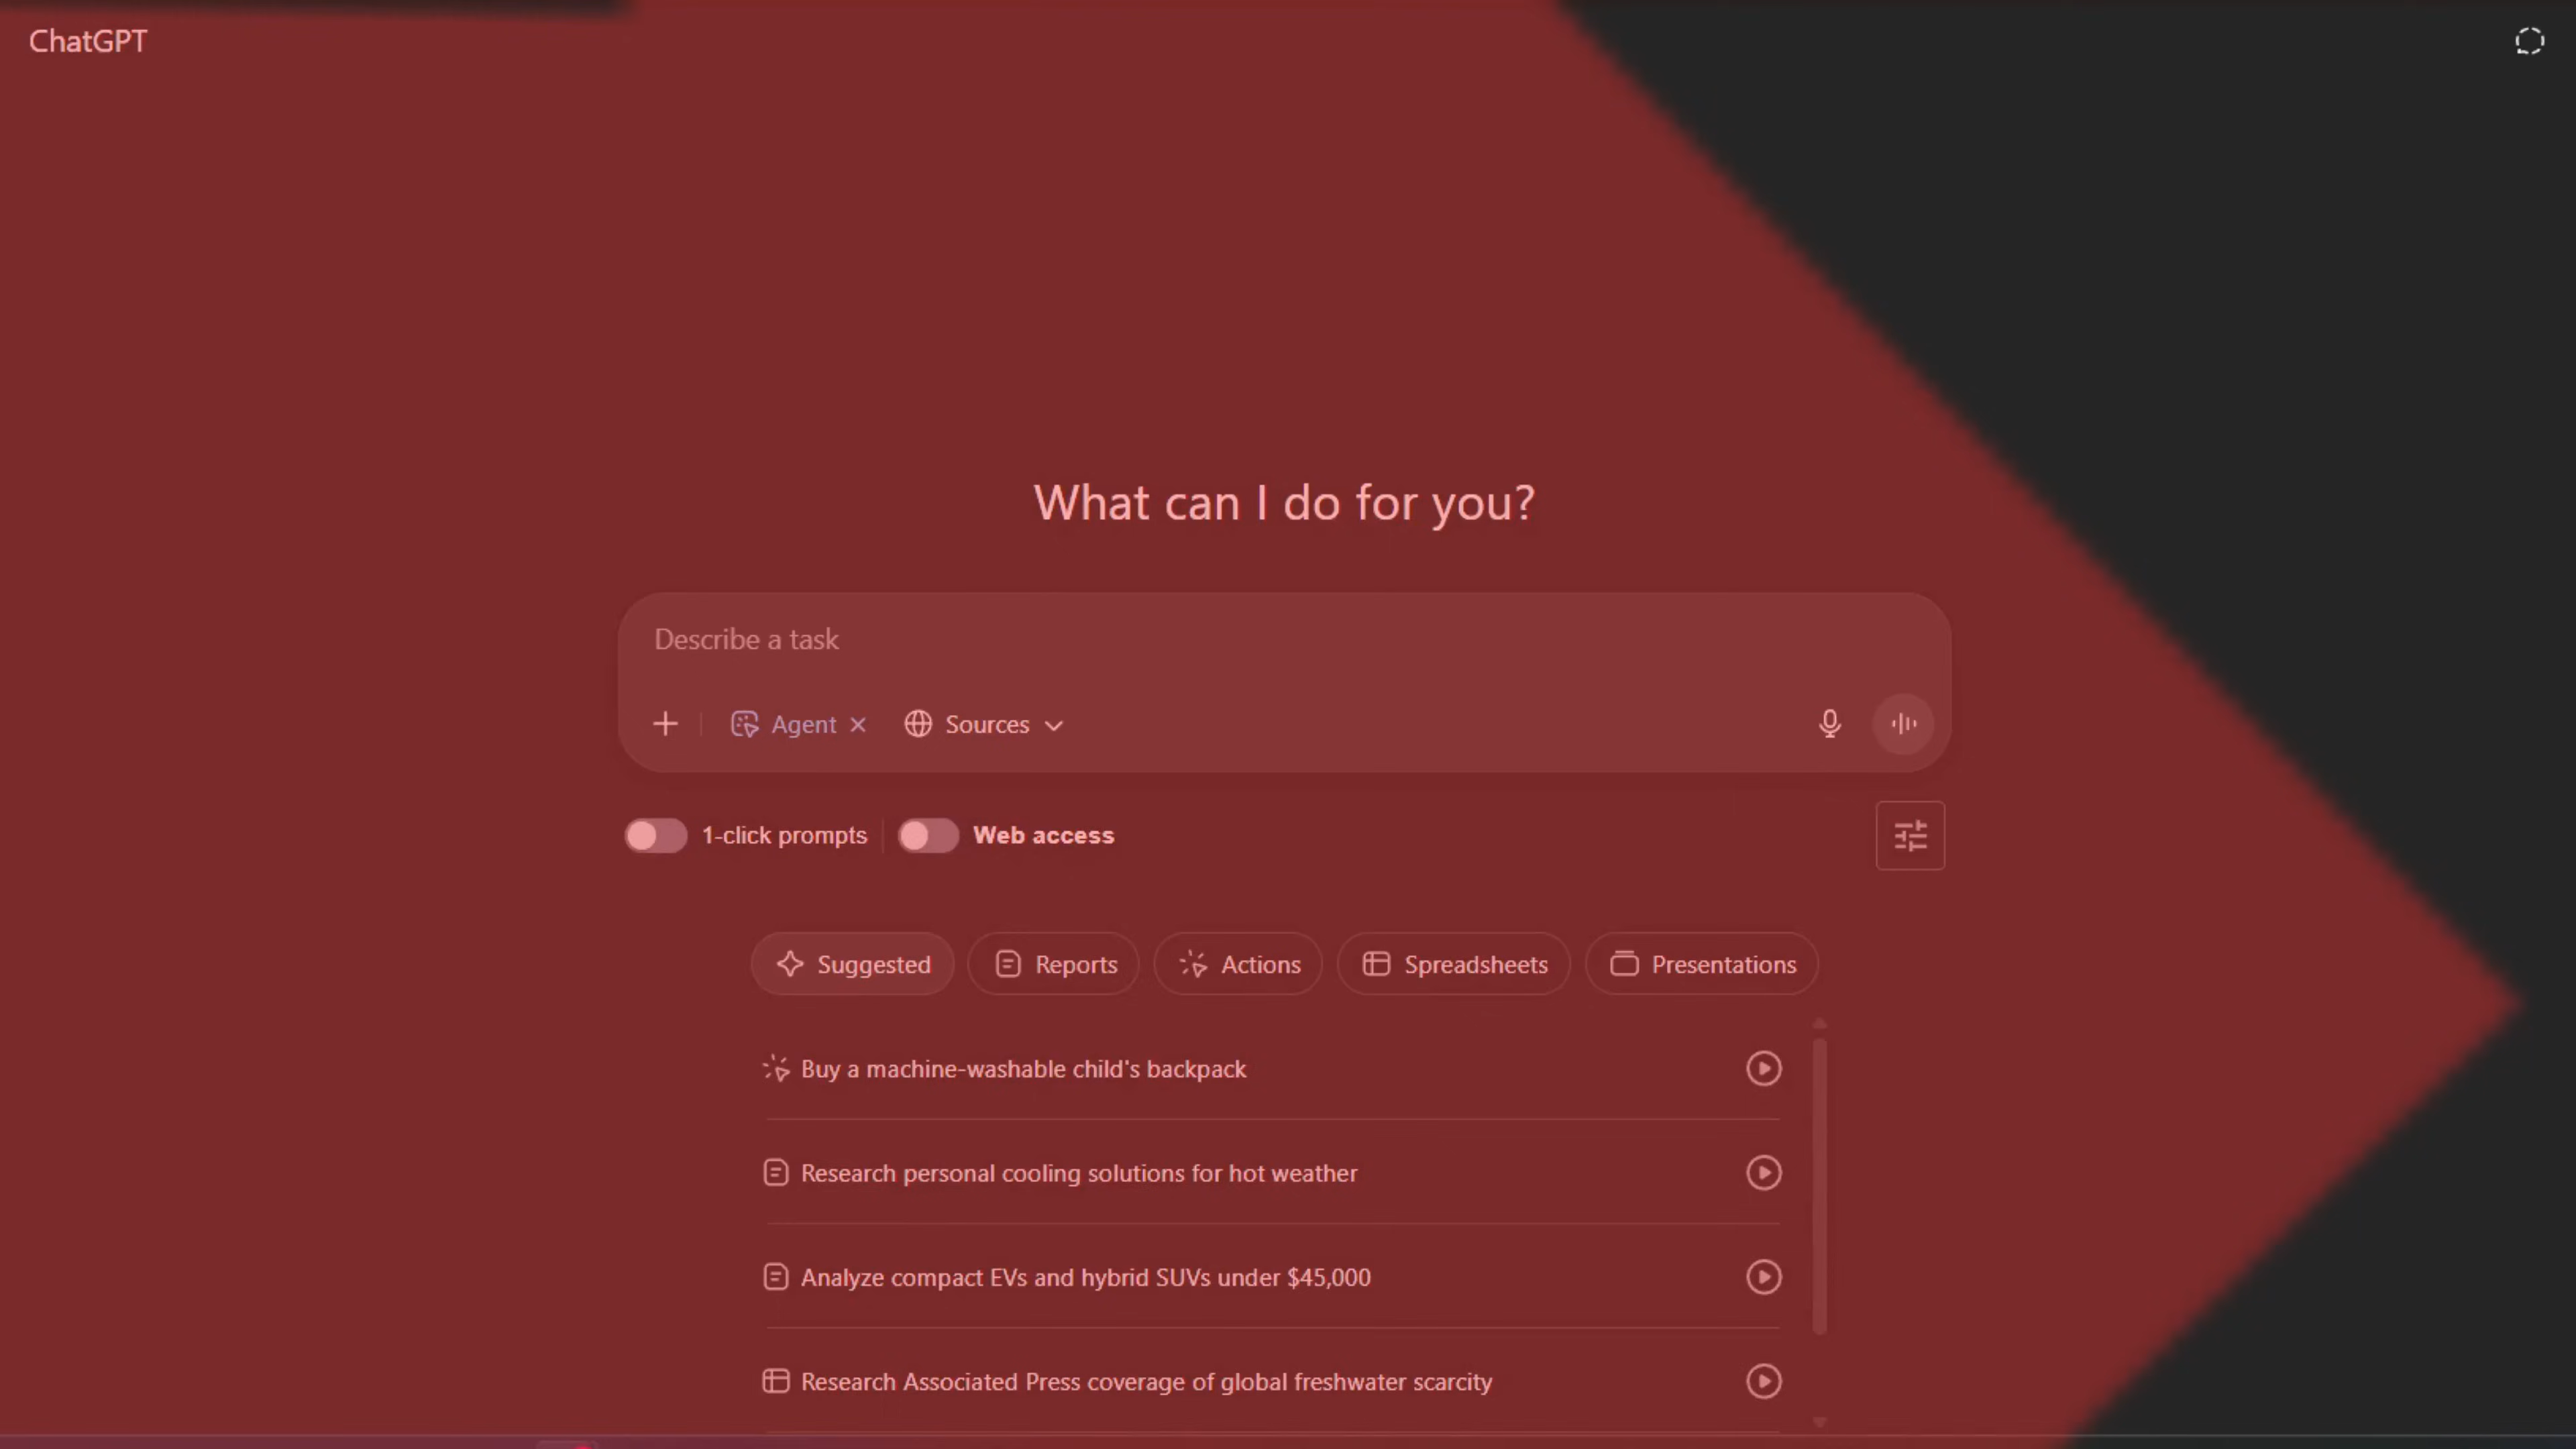 ChatGPT
What can I do for you?
Describe a task
Agent Sources
1-click prompts Web access
Suggested Reports Actions Spreadsheets Presentations
Buy a machine-washable child's backpack
Research personal cooling solutions for hot weather
Analyze compact EVs and hybrid SUVs under $45,000
Research Associated Press coverage of global freshwater scarcity